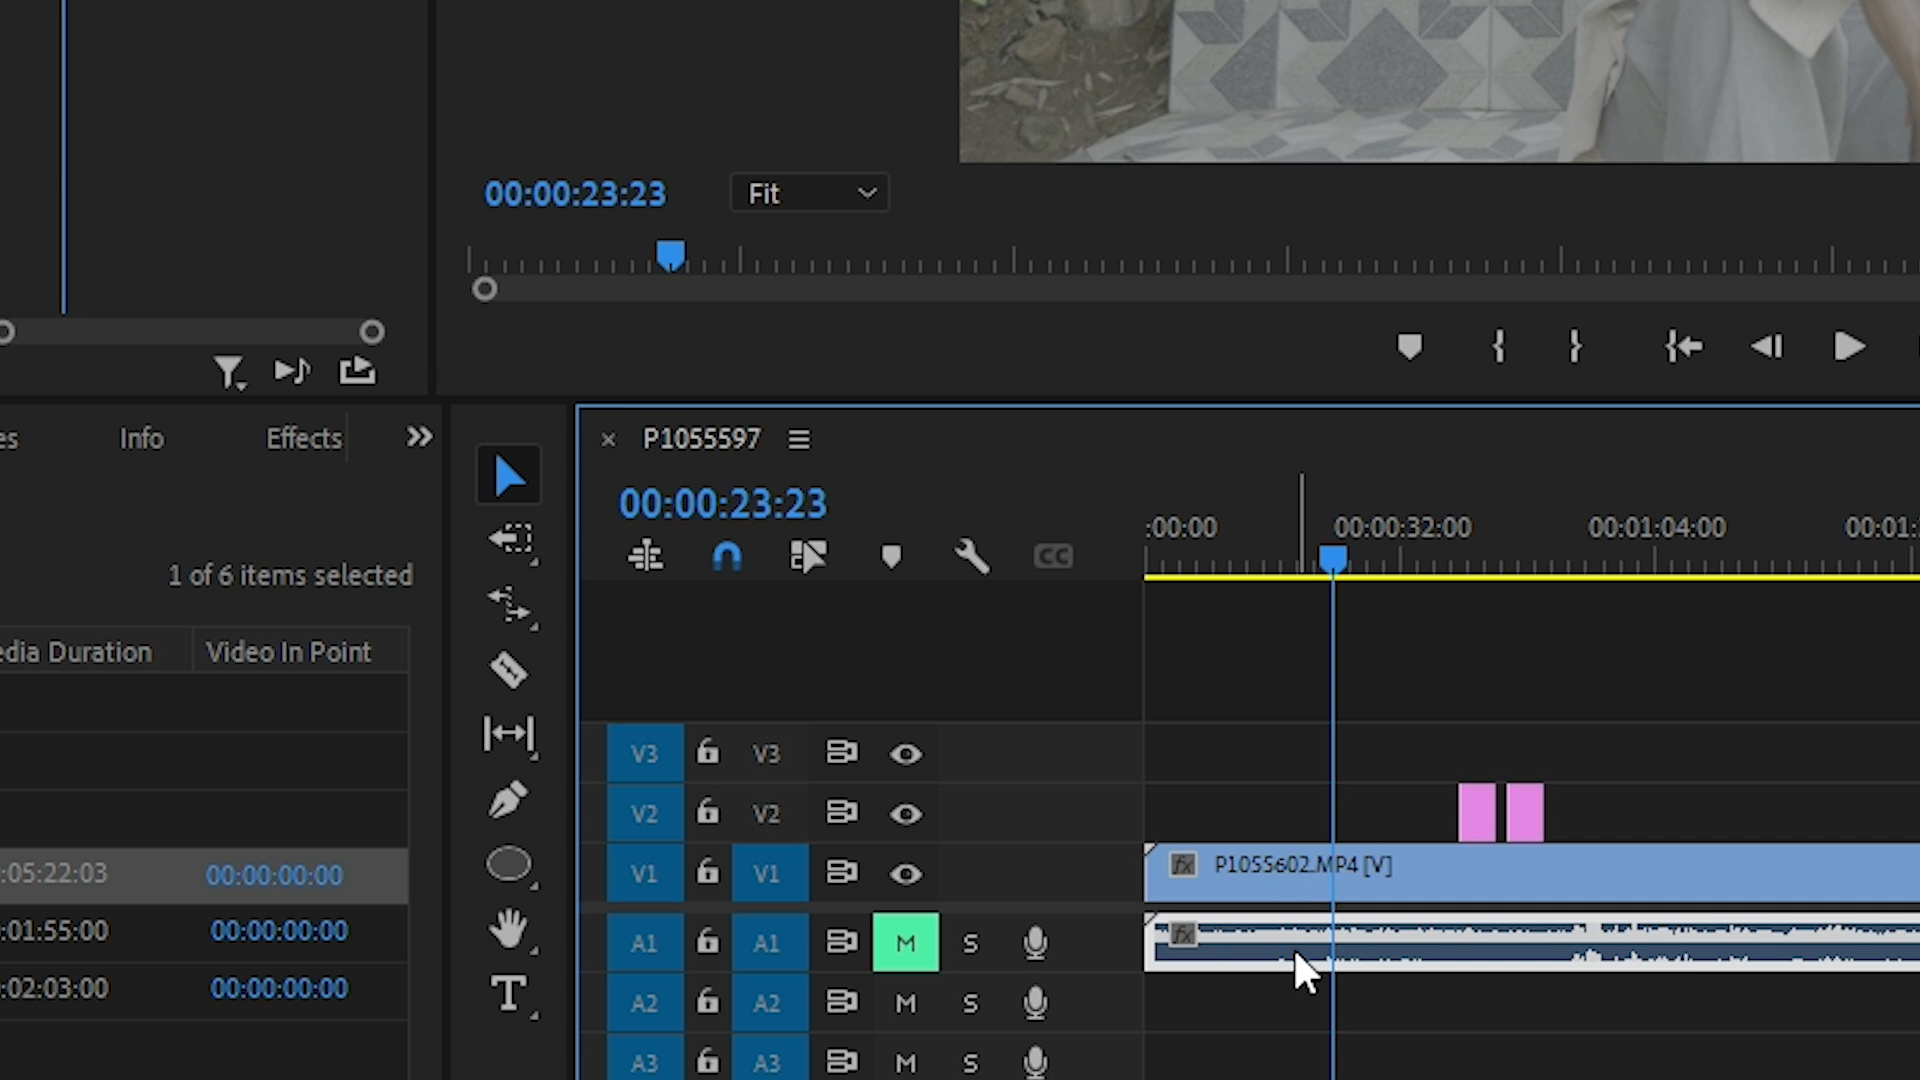 00:00:23:23
Fit
es
Info
Effects
P1055597
00:00:23:23
CC
:00:00
00:00:32:00
00:01:04:00
00:01:
1 of 6 items selected
edia Duration
Video In Point
:05:22:03
00:00:00:00
:01:55:00
00:00:00:00
:02:03:00
00:00:00:00
T
V3
V3
V2
V2
V1
V1
fx
P1055602.MP4 [V]
A1
A1
M
S
fx
A2
A2
M
S
A3
A3
M
S